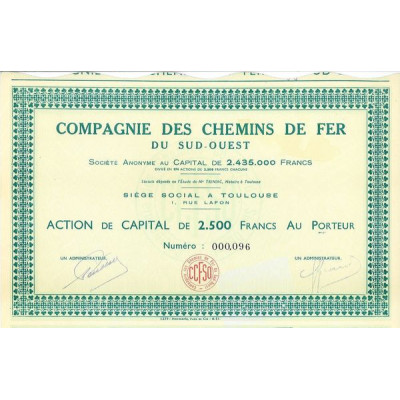 COMPAGNIE DES CHEMINS DE FER
DU SUD-OUEST
SOCIÉTÉ ANONYME AU CAPITAL DE 2.435.000 FRANCS
SIÈGE SOCIAL A TOULOUSE
1, RUE LAFON
ACTION DE CAPITAL DE 2.500 FRANCS AU PORTEUR
Numéro : 000,096
UN ADMINISTRATEUR,
UN ADMINISTRATEUR,
CCFSO